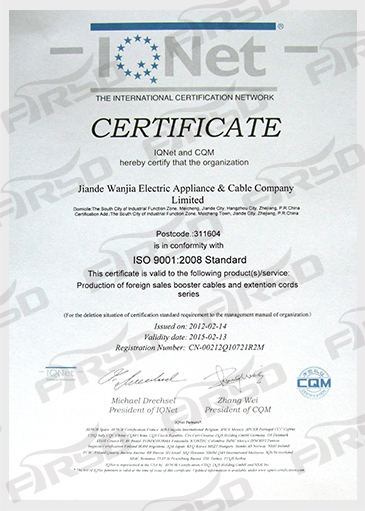 IQNet ®
THE INTERNATIONAL CERTIFICATION NETWORK
CERTIFICATE
IQNet and CQM
hereby certify that the organization
Jiande Wanjia Electric Appliance & Cable Company
Limited
Domicile:The South City of Industrial Function Zone, Meicheng, Jiande City, Hangzhou City, Zhejiang, P.R.China
Certification Add.:The South City of Industrial Function Zone, Meicheng Town, Jiande City, Zhejiang, P.R.China
Postcode.:311604
is in conformity with
ISO 9001:2008 Standard
This certificate is valid to the following product(s)/service:
Production of foreign sales booster cables and extention cords
series
(For the deletion situation of certification standard requirement to the management manual of organization.)
Issued on: 2012-02-14
Validity date: 2015-02-13
Registration Number: CN-00212Q10721R2M
IQNet
CQM
Michael Drechsel
President of IQNet
Zhang Wei
President of CQM
IQNet Partners*:
FIRSD